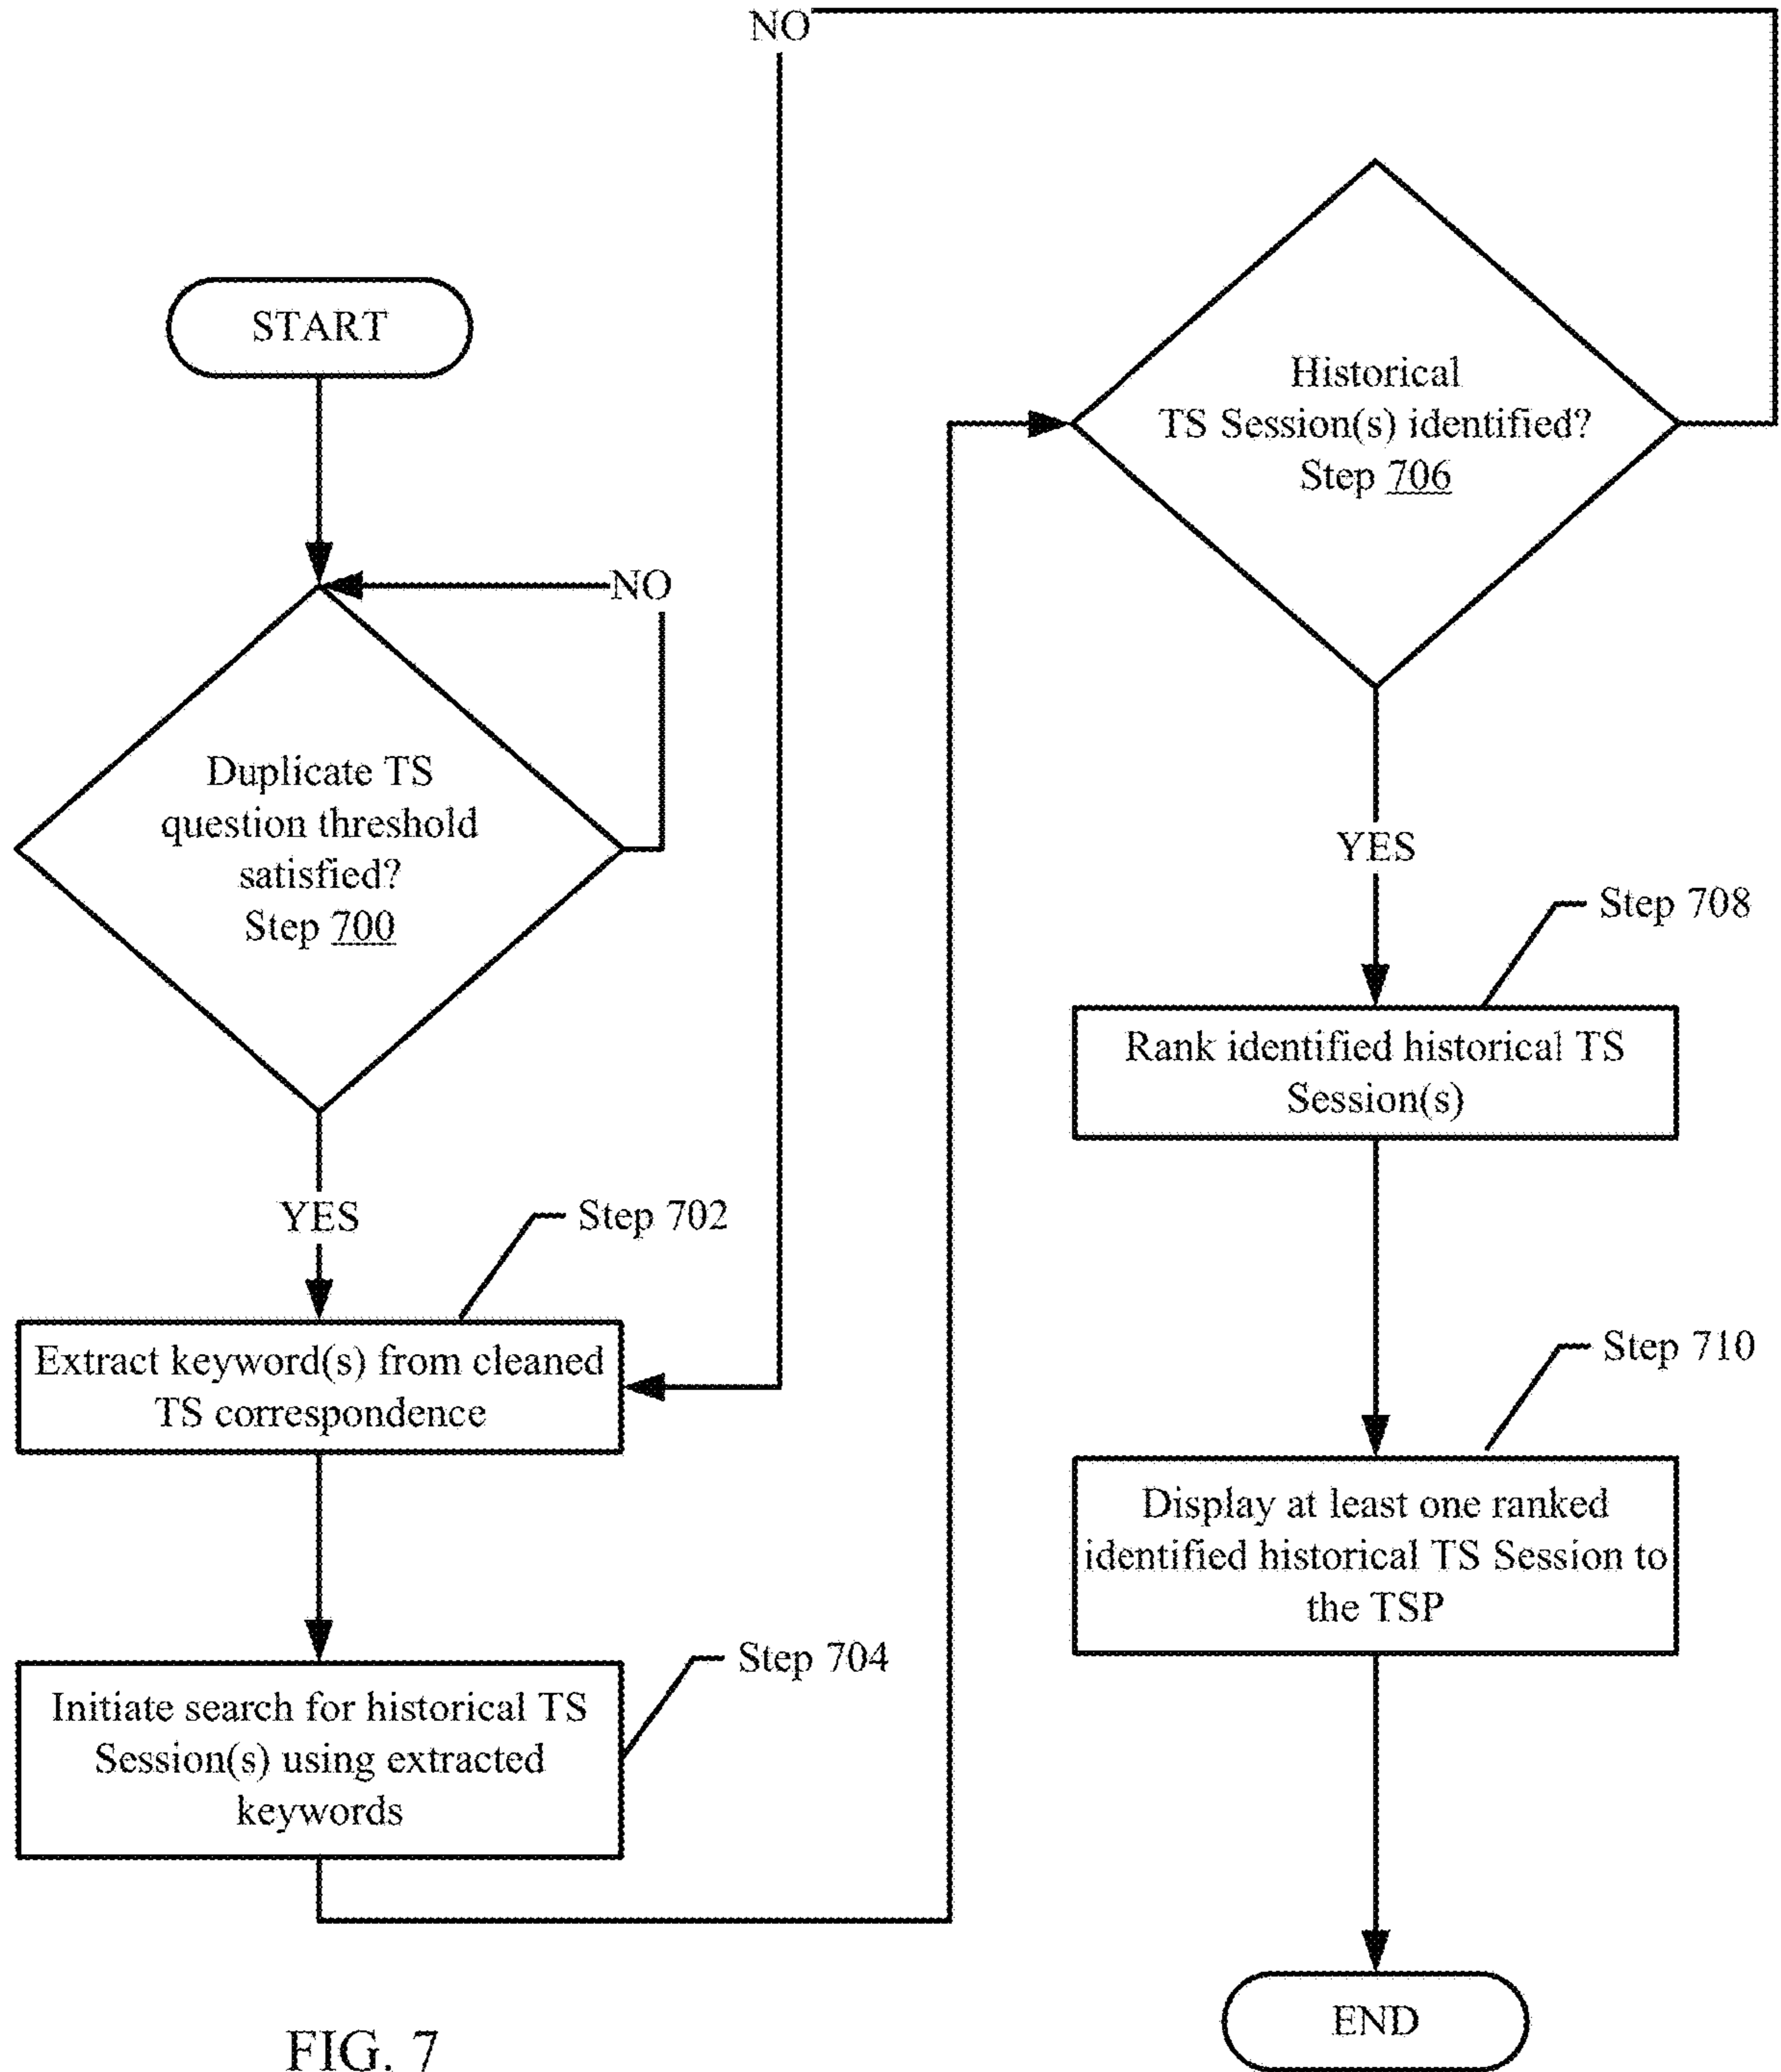 START
NO
Duplicate TS
question threshold
satisfied?
Step 700
YES
Step 702
Extract keyword(s) from cleaned
TS correspondence
Step 704
Initiate search for historical TS
Session(s) using extracted
keywords
NO
Historical
TS Session(s) identified?
Step 706
YES
Step 708
Rank identified historical TS
Session(s)
Step 710
Display at least one ranked
identified historical TS Session to
the TSP
END
FIG. 7